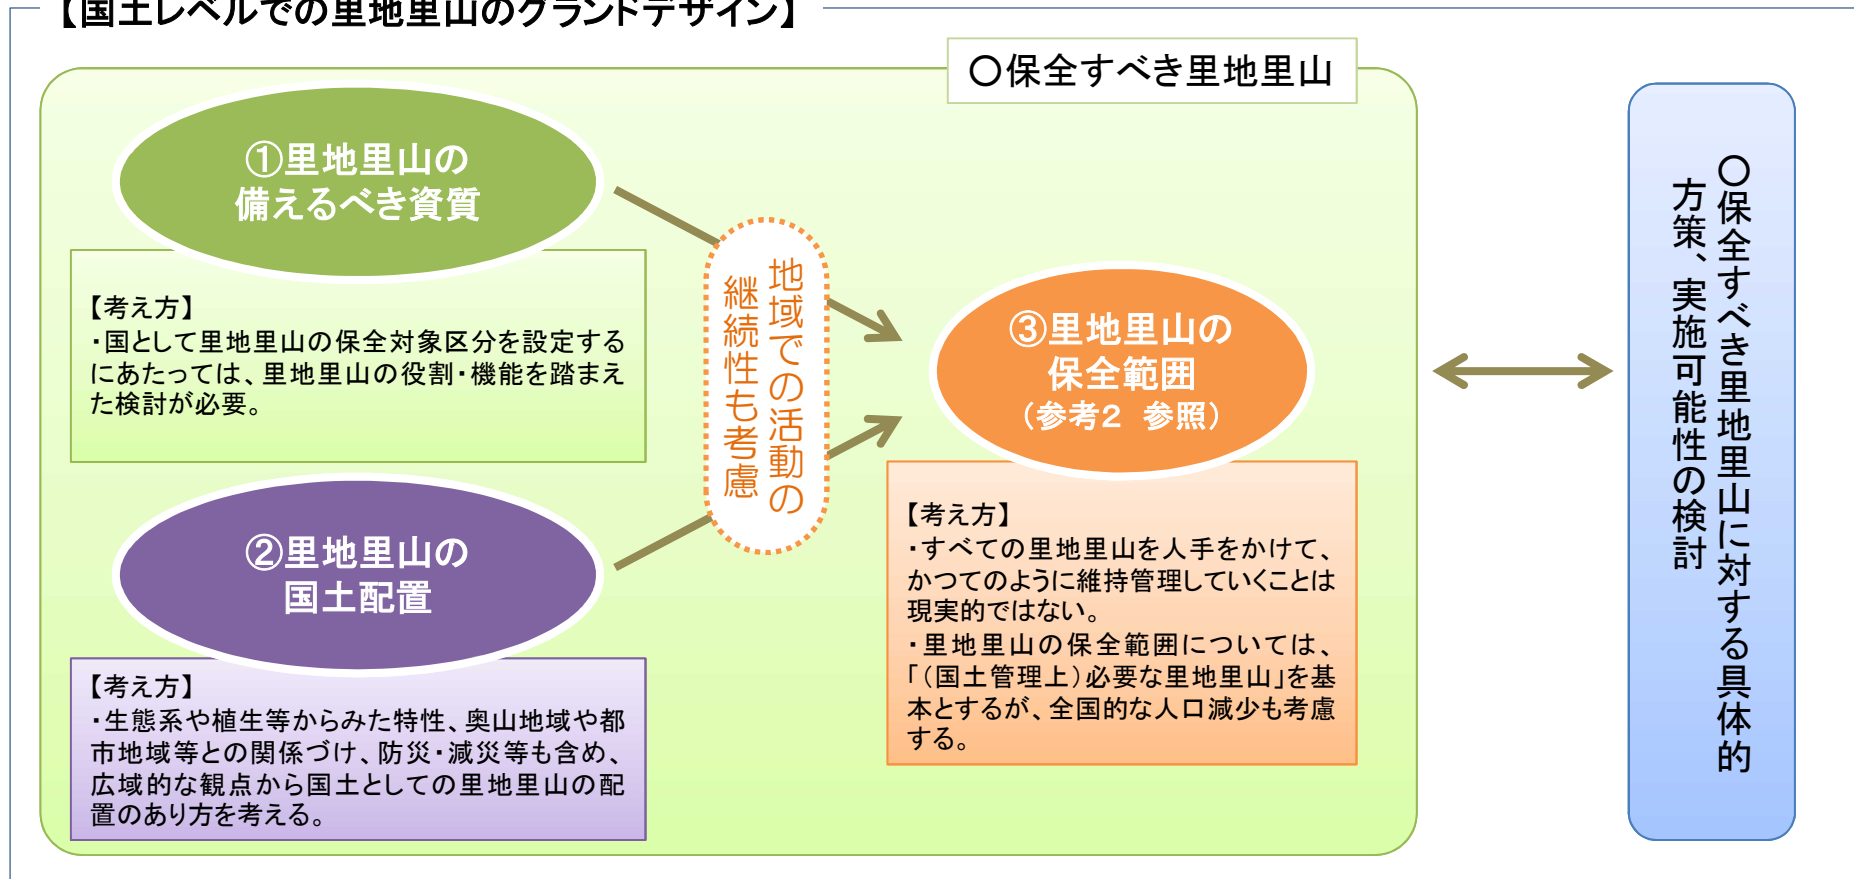 【国土レベルでの里地里山のグランドデザイン】
〇保全すべき里地里山
①里地里山の
備えるべき資質
【考え方】
・国として里地里山の保全対象区分を設定する
にあたっては、里地里山の役割・機能を踏まえ
た検討が必要。
②里地里山の
国土配置
【考え方】
・生態系や植生等からみた特性、奥山地域や都
市地域等との関係づけ、防災・減災等も含め、
広域的な観点から国土としての里地里山の配
置のあり方を考える。
地域での活動の
継続性も考慮
③里地里山の
保全範囲
（参考２　参照）
【考え方】
・すべての里地里山を人手をかけて、
かつてのように維持管理していくことは
現実的ではない。
・里地里山の保全範囲については、
「（国土管理上）必要な里地里山」を基
本とするが、全国的な人口減少も考慮
する。
〇保全すべき里地里山に対する具体的
方策、実施可能性の検討